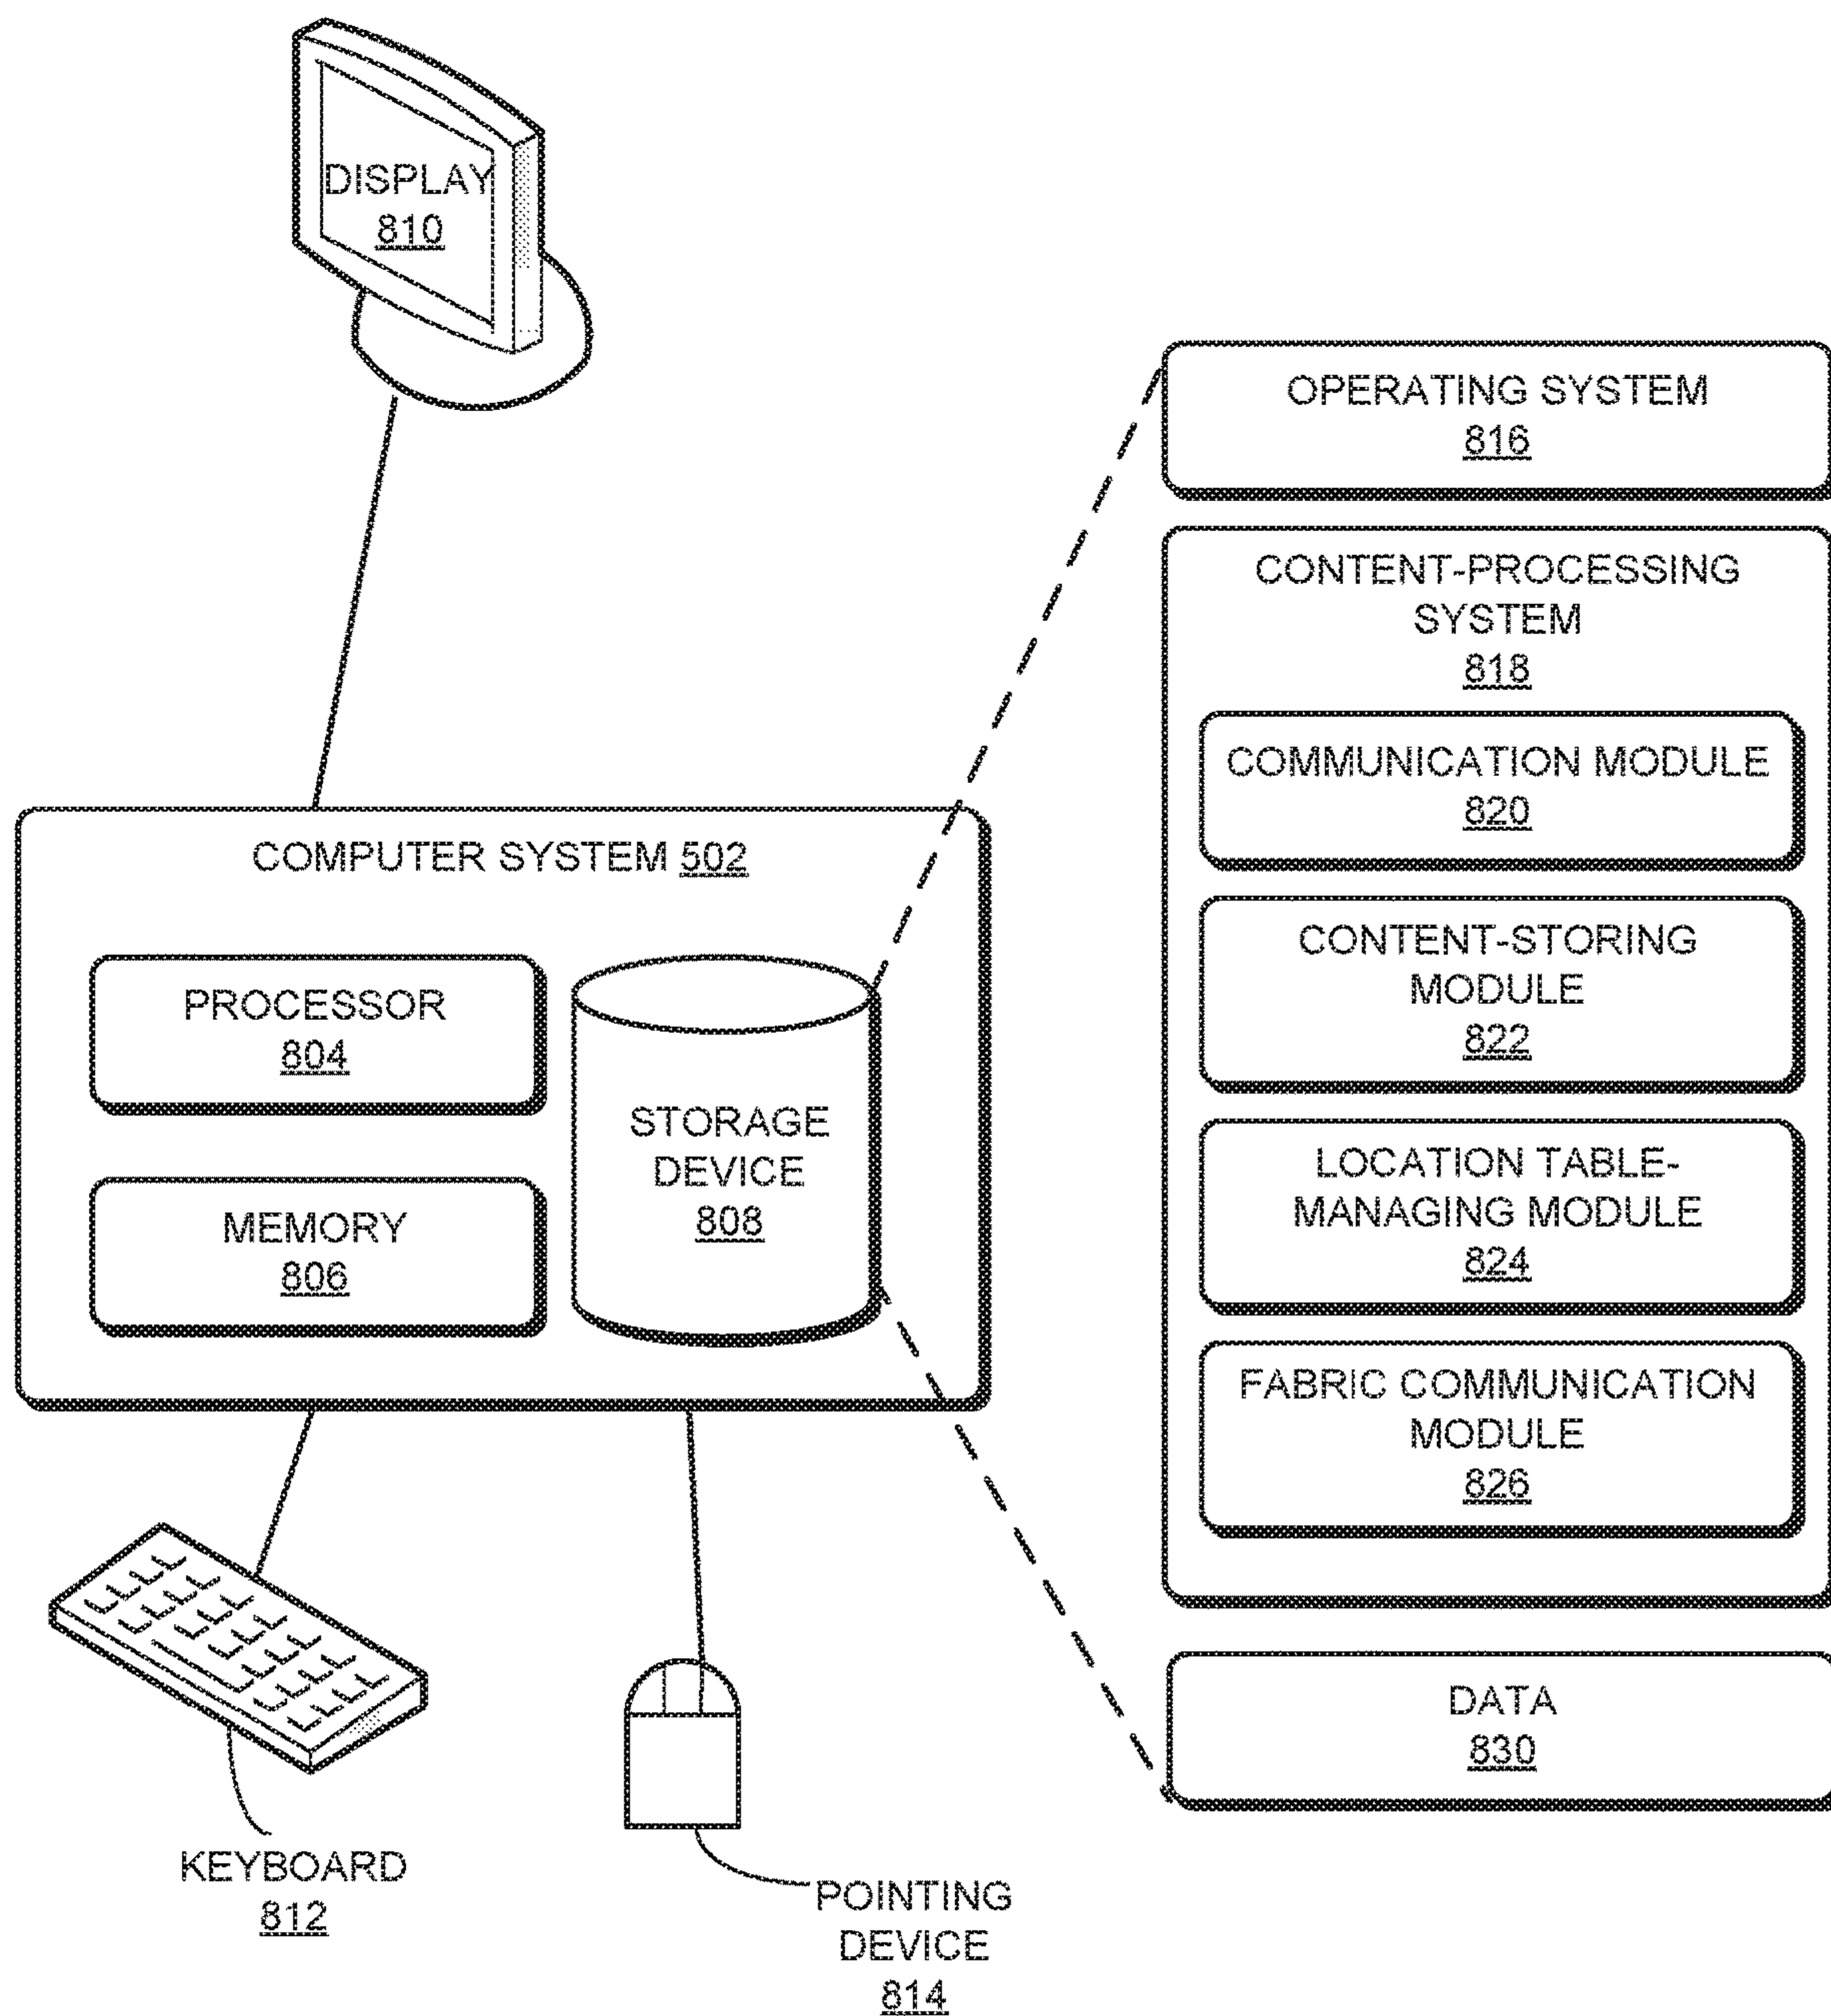 DISPLAY
810
OPERATING SYSTEM
816
CONTENT-PROCESSING
SYSTEM
818
COMMUNICATION MODULE
820
CONTENT-STORING
MODULE
822
LOCATION TABLE-
MANAGING MODULE
824
FABRIC COMMUNICATION
MODULE
826
DATA
830
COMPUTER SYSTEM 502
PROCESSOR
804
MEMORY
806
STORAGE
DEVICE
808
KEYBOARD
812
POINTING
DEVICE
814